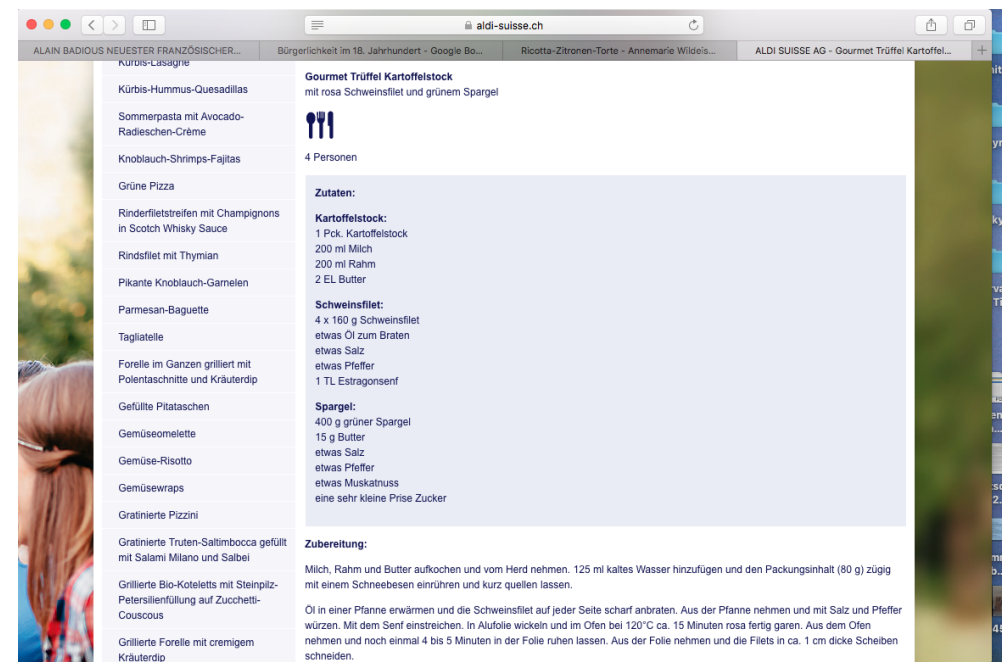 aldi-suisse.ch
ALAIN BADIOUS NEUESTER FRANZÖSISCHER...
Bürgerlichkeit im 18. Jahrhundert - Google Bo...
Ricotta-Zitronen-Torte - Annemarie Wildeis...
ALDI SUISSE AG - Gourmet Trüffel Kartoffel...
Kürbis-Lasagne
Kürbis-Hummus-Quesadillas
Sommerpasta mit Avocado-
Radieschen-Crème
Knoblauch-Shrimps-Fajitas
Grüne Pizza
Rinderfiletstreifen mit Champignons
in Scotch Whisky Sauce
Rindsfilet mit Thymian
Pikante Knoblauch-Garnelen
Parmesan-Baguette
Tagliatelle
Forelle im Ganzen grilliert mit
Polentaschnitte und Kräuterdip
Gefüllte Pitataschen
Gemüseomelette
Gemüse-Risotto
Gemüsewraps
Gratinierte Pizzini
Gratinierte Truten-Saltimbocca gefüllt
mit Salami Milano und Salbei
Grillierte Bio-Koteletts mit Steinpilz-
Petersilienfüllung auf Zucchetti-
Couscous
Grillierte Forelle mit cremigem
Kräuterdip
Gourmet Trüffel Kartoffelstock
mit rosa Schweinsfilet und grünem Spargel
4 Personen
Zutaten:
Kartoffelstock:
1 Pck. Kartoffelstock
200 ml Milch
200 ml Rahm
2 EL Butter
Schweinsfilet:
4 x 160 g Schweinsfilet
etwas Öl zum Braten
etwas Salz
etwas Pfeffer
1 TL Estragonsenf
Spargel:
400 g grüner Spargel
15 g Butter
etwas Salz
etwas Pfeffer
etwas Muskatnuss
eine sehr kleine Prise Zucker
Zubereitung:
Milch, Rahm und Butter aufkochen und vom Herd nehmen. 125 ml kaltes Wasser hinzufügen und den Packungsinhalt (80 g) zügig
mit einem Schneebesen einrühren und kurz quellen lassen.
Öl in einer Pfanne erwärmen und die Schweinsfilet auf jeder Seite scharf anbraten. Aus der Pfanne nehmen und mit Salz und Pfeffer
würzen. Mit dem Senf einstreichen. In Alufolie wickeln und im Ofen bei 120°C ca. 15 Minuten rosa fertig garen. Aus dem Ofen
nehmen und noch einmal 4 bis 5 Minuten in der Folie ruhen lassen. Aus der Folie nehmen und die Filets in ca. 1 cm dicke Scheiben
schneiden.